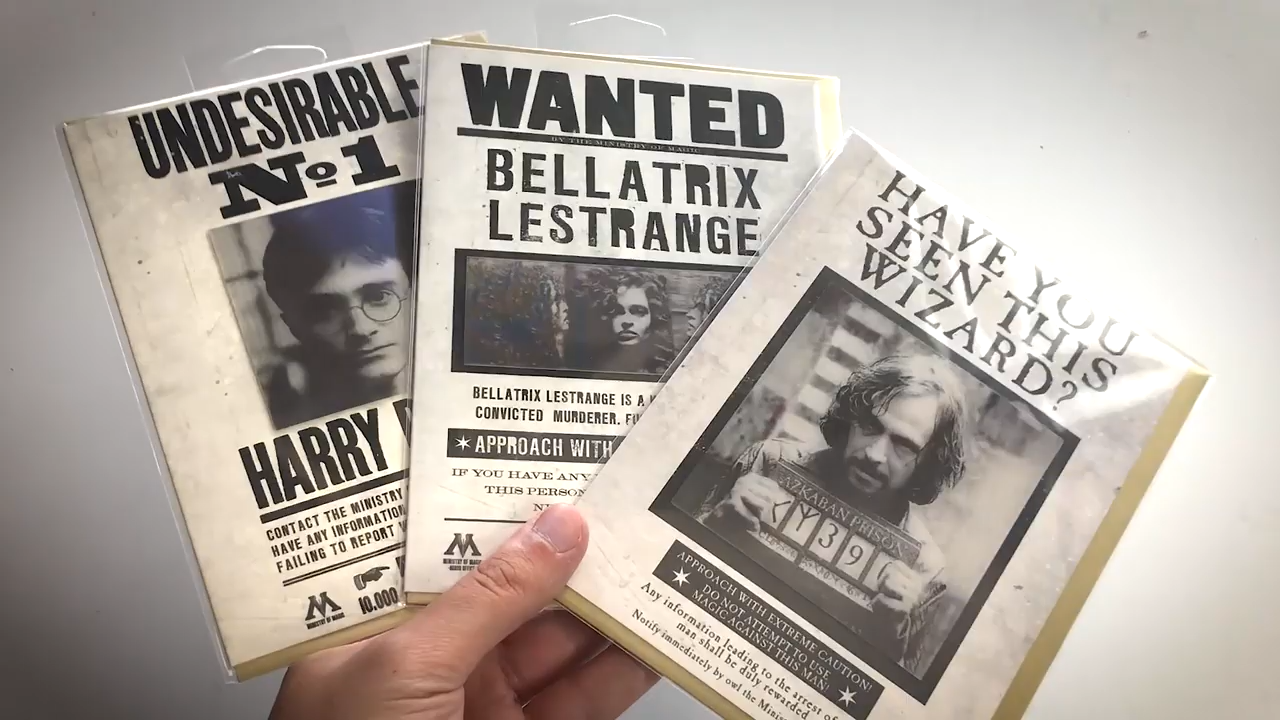 UNDESIRABLE
Nº 1
HARRY
CONTACT THE MINISTRY
HAVE ANY INFORMATION
FAILING TO REPORT
10.000
MINISTRY OF MAGIC
WANTED
BY THE MINISTRY OF MAGIC
BELLATRIX
LESTRANGE
BELLATRIX LESTRANGE IS A
CONVICTED MURDERER.
APPROACH WITH
IF YOU HAVE ANY
THIS PERSON
MINISTRY OF MAGIC
HAVE YOU
SEEN THIS
WIZARD?
AZKABAN PRISON
390
APPROACH WITH EXTREME CAUTION!
DO NOT ATTEMPT TO USE
MAGIC AGAINST THIS MAN!
Any information leading to the arrest of
man shall be duly rewarded
Notify immediately by owl the